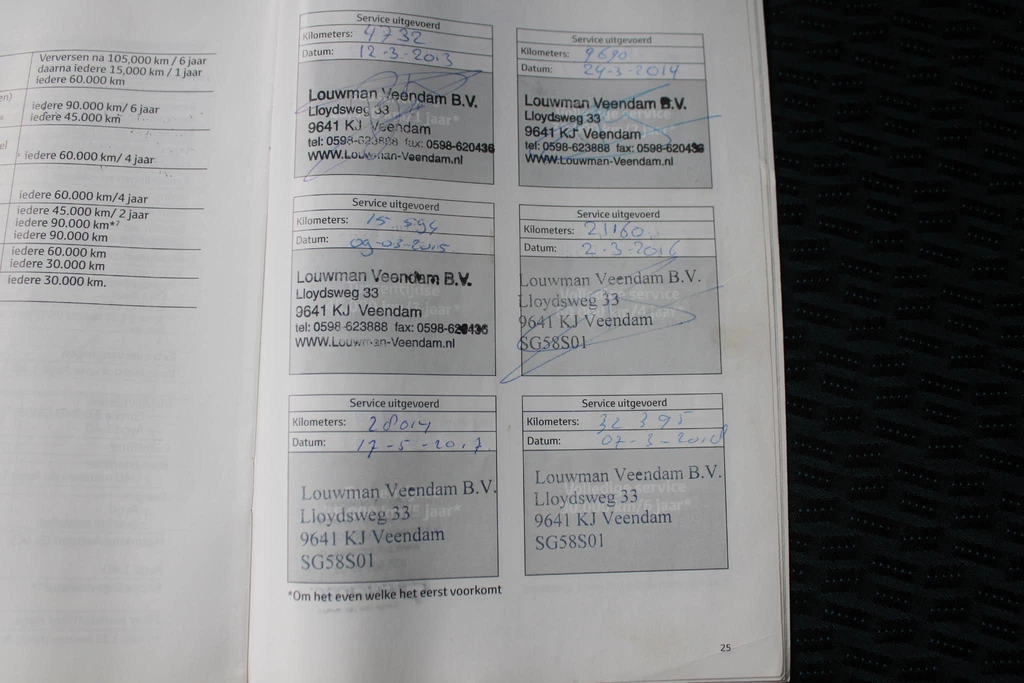 Verversen na 105,000 km / 6 jaar
daarna iedere 15,000 km / 1 jaar
iedere 60.000 km
iedere 90.000 km/ 6 jaar
iedere 45.000 km
iedere 60.000 km/ 4 jaar
iedere 60.000 km/4 jaar
iedere 45.000 km/ 2 jaar
iedere 90.000 km*²
iedere 90.000 km
iedere 60.000 km
iedere 30.000 km
iedere 30.000 km.
Service uitgevoerd
Kilometers: 4732
Datum: 12-3-2013
Louwman Veendam B.V.
Lloydsweg 33
9641 KJ Veendam
tel: 0598-623888 fax: 0598-620436
WWW.Louwman-Veendam.nl
Service uitgevoerd
Kilometers: 9690
Datum: 24-3-2014
Louwman Veendam B.V.
Lloydsweg 33
9641 KJ Veendam
tel: 0598-623888 fax: 0598-620436
WWW.Louwman-Veendam.nl
Service uitgevoerd
Kilometers: 15 594
Datum: 09-03-2015
Louwman Veendam B.V.
Lloydsweg 33
9641 KJ Veendam
tel: 0598-623888 fax: 0598-620436
WWW.Louwman-Veendam.nl
Service uitgevoerd
Kilometers: 21160
Datum: 2-3-2016
Louwman Veendam B.V.
Lloydsweg 33
9641 KJ Veendam
SG58S01
Service uitgevoerd
Kilometers: 28014
Datum: 17-5-2017
Louwman Veendam B.V.
Lloydsweg 33
9641 KJ Veendam
SG58S01
Service uitgevoerd
Kilometers: 32 395
Datum: 07-3-2018
Louwman Veendam B.V.
Lloydsweg 33
9641 KJ Veendam
SG58S01
*Om het even welke het eerst voorkomt
25